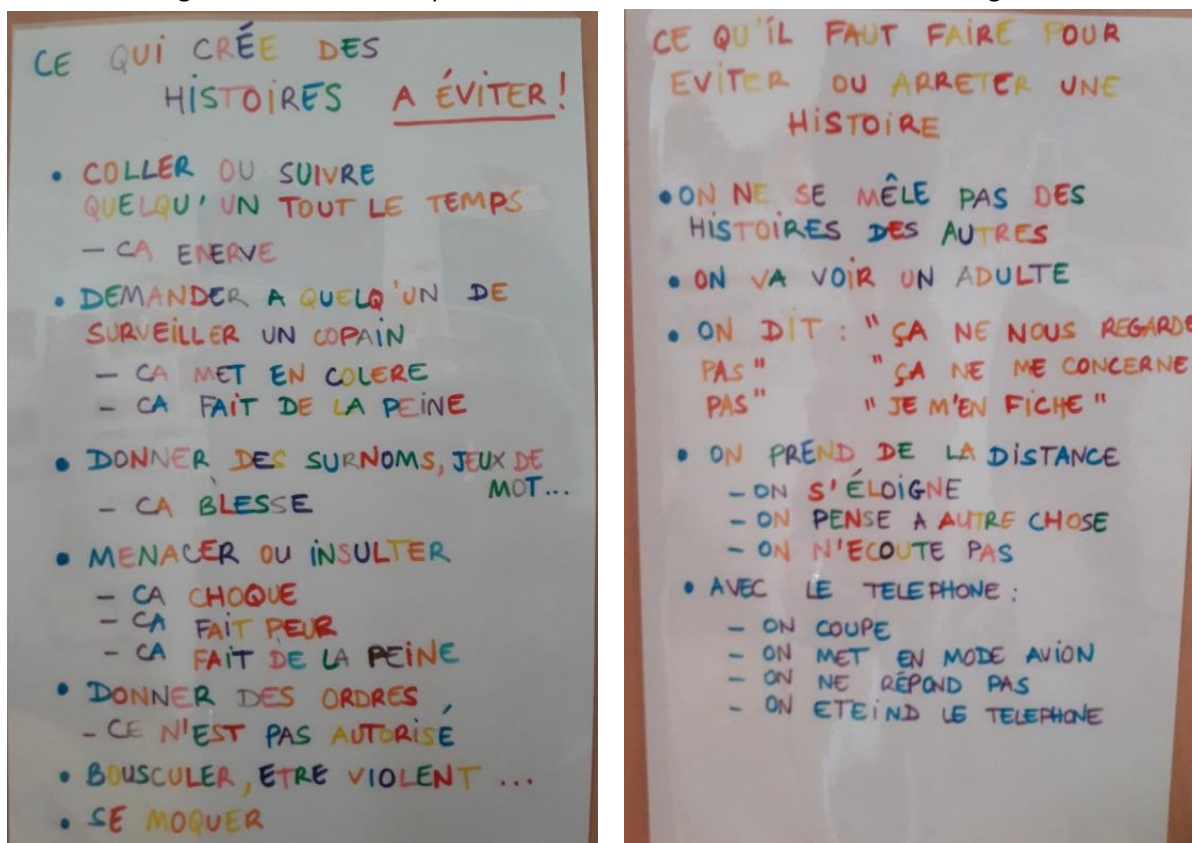 CE QUI CRÉE DES
HISTOIRES A ÉVITER !
• COLLER OU SUIVRE
QUELQU'UN TOUT LE TEMPS
- CA ENERVE
• DEMANDER A QUELQ'UN DE
SURVEILLER UN COPAIN
- CA MET EN COLERE
- CA FAIT DE LA PEINE
• DONNER DES SURNOMS, JEUX DE
MOT...
- CA BLESSE
• MENACER OU INSULTER
- CA CHOQUE
- CA FAIT PEUR
- CA FAIT DE LA PEINE
• DONNER DES ORDRES
- CE N'EST PAS AUTORISÉ
• BOUSCULER, ETRE VIOLENT ...
• SE MOQUER
CE QU'IL FAUT FAIRE POUR
EVITER OU ARRETER UNE
HISTOIRE
• ON NE SE MÊLE PAS DES
HISTOIRES DES AUTRES
• ON VA VOIR UN ADULTE
• ON DIT : " ÇA NE NOUS REGARDE
PAS" " ÇA NE ME CONCERNE
PAS" " JE M'EN FICHE "
• ON PREND DE LA DISTANCE
- ON S'ÉLOIGNE
- ON PENSE A AUTRE CHOSE
- ON N'ECOUTE PAS
• AVEC LE TELEPHONE :
- ON COUPE
- ON MET EN MODE AVION
- ON NE RÉPOND PAS
- ON ETEIND LE TELEPHONE